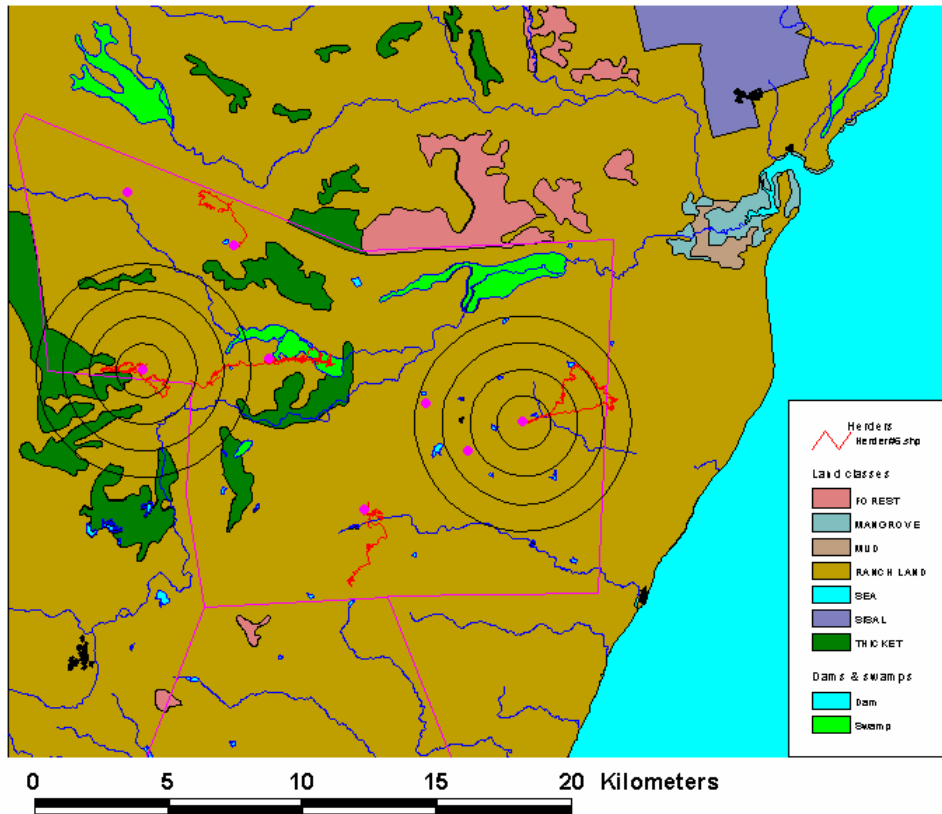 Herders
Herder#6.shp
Land classes
FOREST
MANGROVE
MUD
RANCH LAND
SEA
SISAL
THICKET
Dams & swamps
Dam
Swamp
0 5 10 15 20 Kilometers